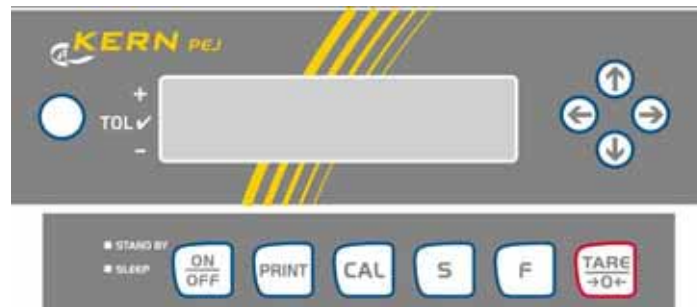 KERN PEJ
+
TOL ✔
−
↑
← →
↓
STAND BY
SLEEP
ON
OFF
PRINT
CAL
S
F
TARE
→0←